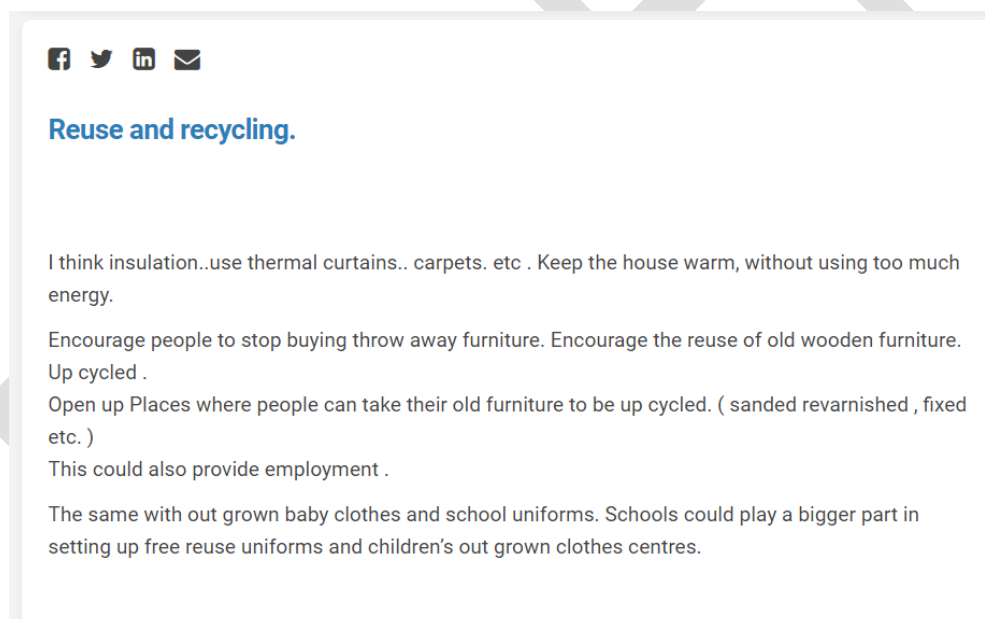 Reuse and recycling.
I think insulation..use thermal curtains.. carpets. etc . Keep the house warm, without using too much
energy.
Encourage people to stop buying throw away furniture. Encourage the reuse of old wooden furniture.
Up cycled .
Open up Places where people can take their old furniture to be up cycled. ( sanded revarnished , fixed
etc. )
This could also provide employment .
The same with out grown baby clothes and school uniforms. Schools could play a bigger part in
setting up free reuse uniforms and children’s out grown clothes centres.